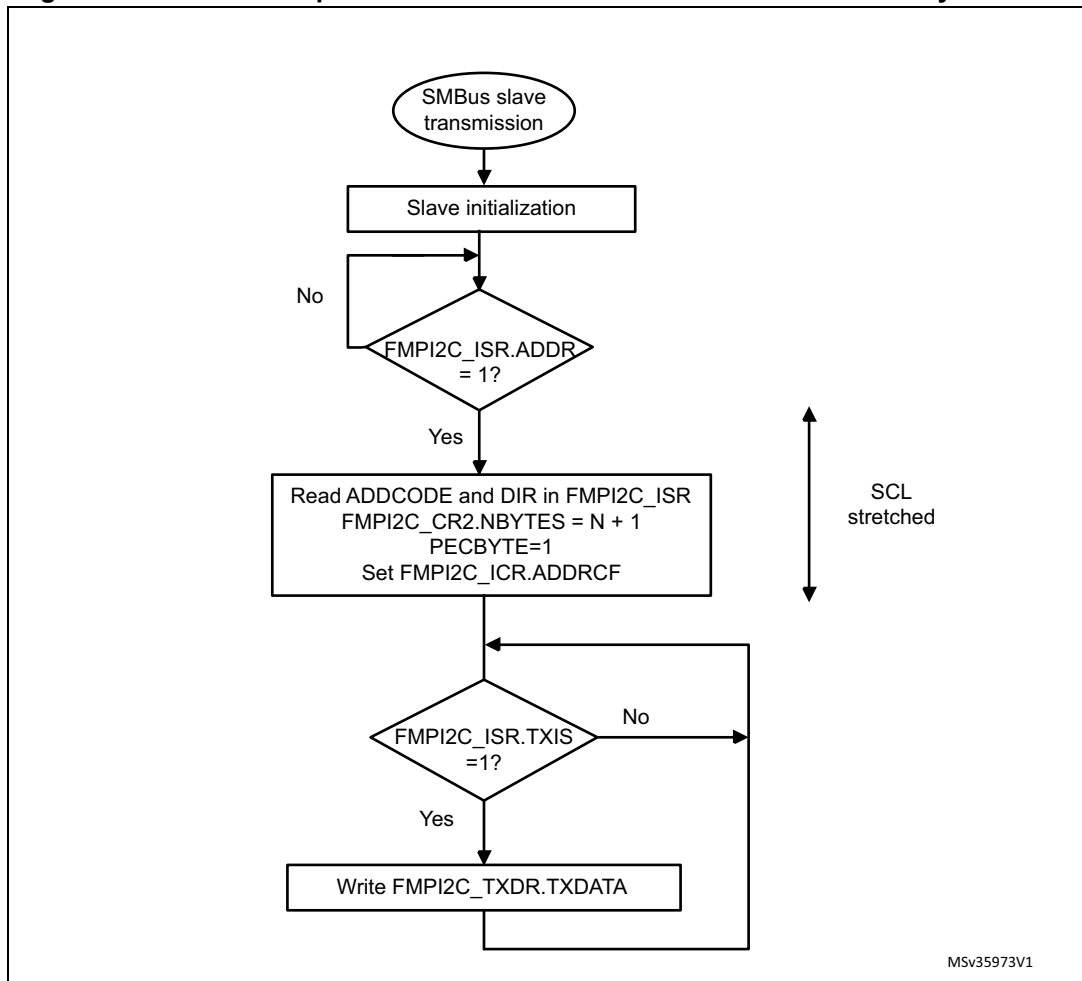 SMBus slave
transmission
Slave initialization
No
FMPI2C_ISR.ADDR
= 1?
Yes
Read ADDCODE and DIR in FMPI2C_ISR
FMPI2C_CR2.NBYTES = N + 1
PECBYTE=1
Set FMPI2C_ICR.ADDRCF
SCL
stretched
FMPI2C_ISR.TXIS
=1?
No
Yes
Write FMPI2C_TXDR.TXDATA
MSv35973V1